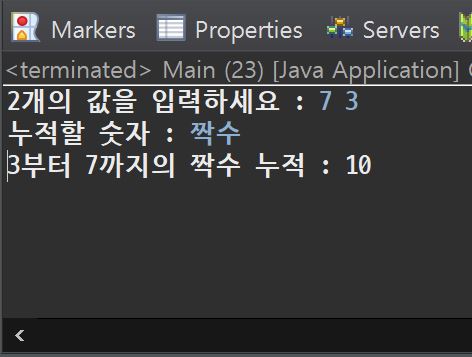 Markers Properties Servers
<terminated> Main (23) [Java Application]
2개의 값을 입력하세요 : 7 3
누적할 숫자 : 짝수
3부터 7까지의 짝수 누적 : 10